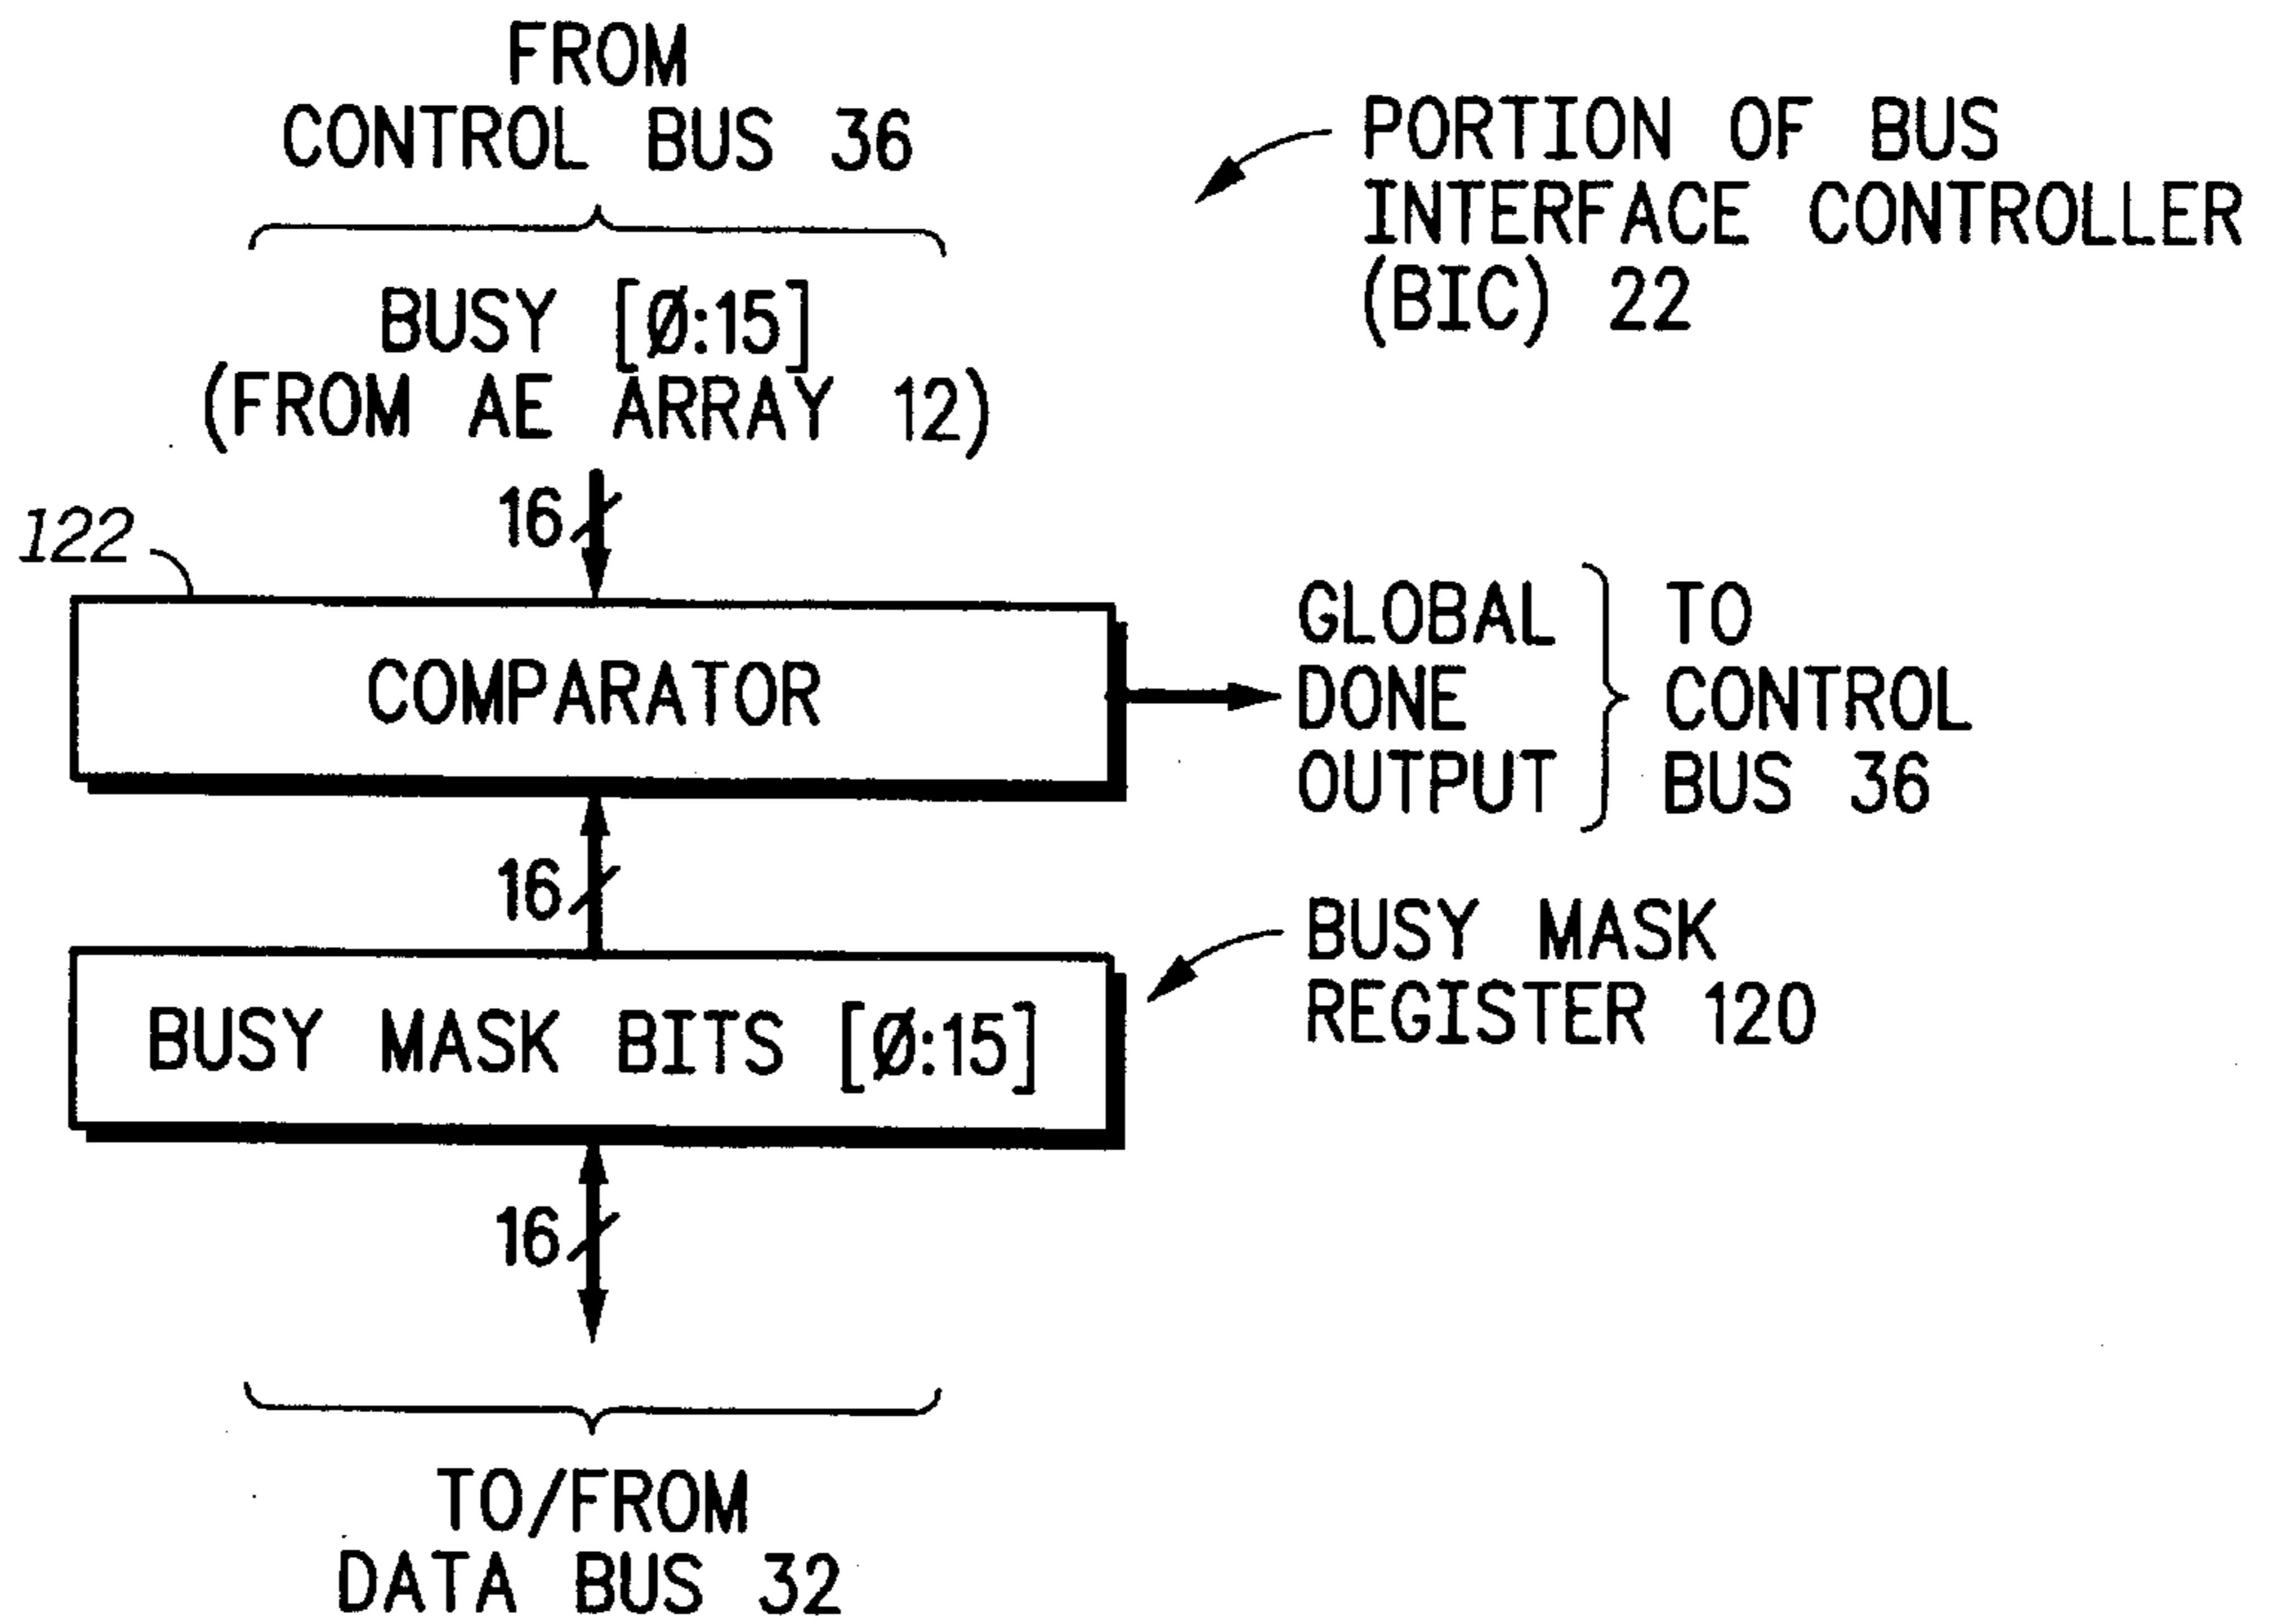 FROM
CONTROL BUS 36
PORTION OF BUS
INTERFACE CONTROLLER
(BIC) 22
BUSY [Ø:15]
(FROM AE ARRAY 12)
16
122
COMPARATOR
GLOBAL
DONE
OUTPUT
TO
CONTROL
BUS 36
16
BUSY MASK
REGISTER 120
BUSY MASK BITS [Ø:15]
16
TO/FROM
DATA BUS 32